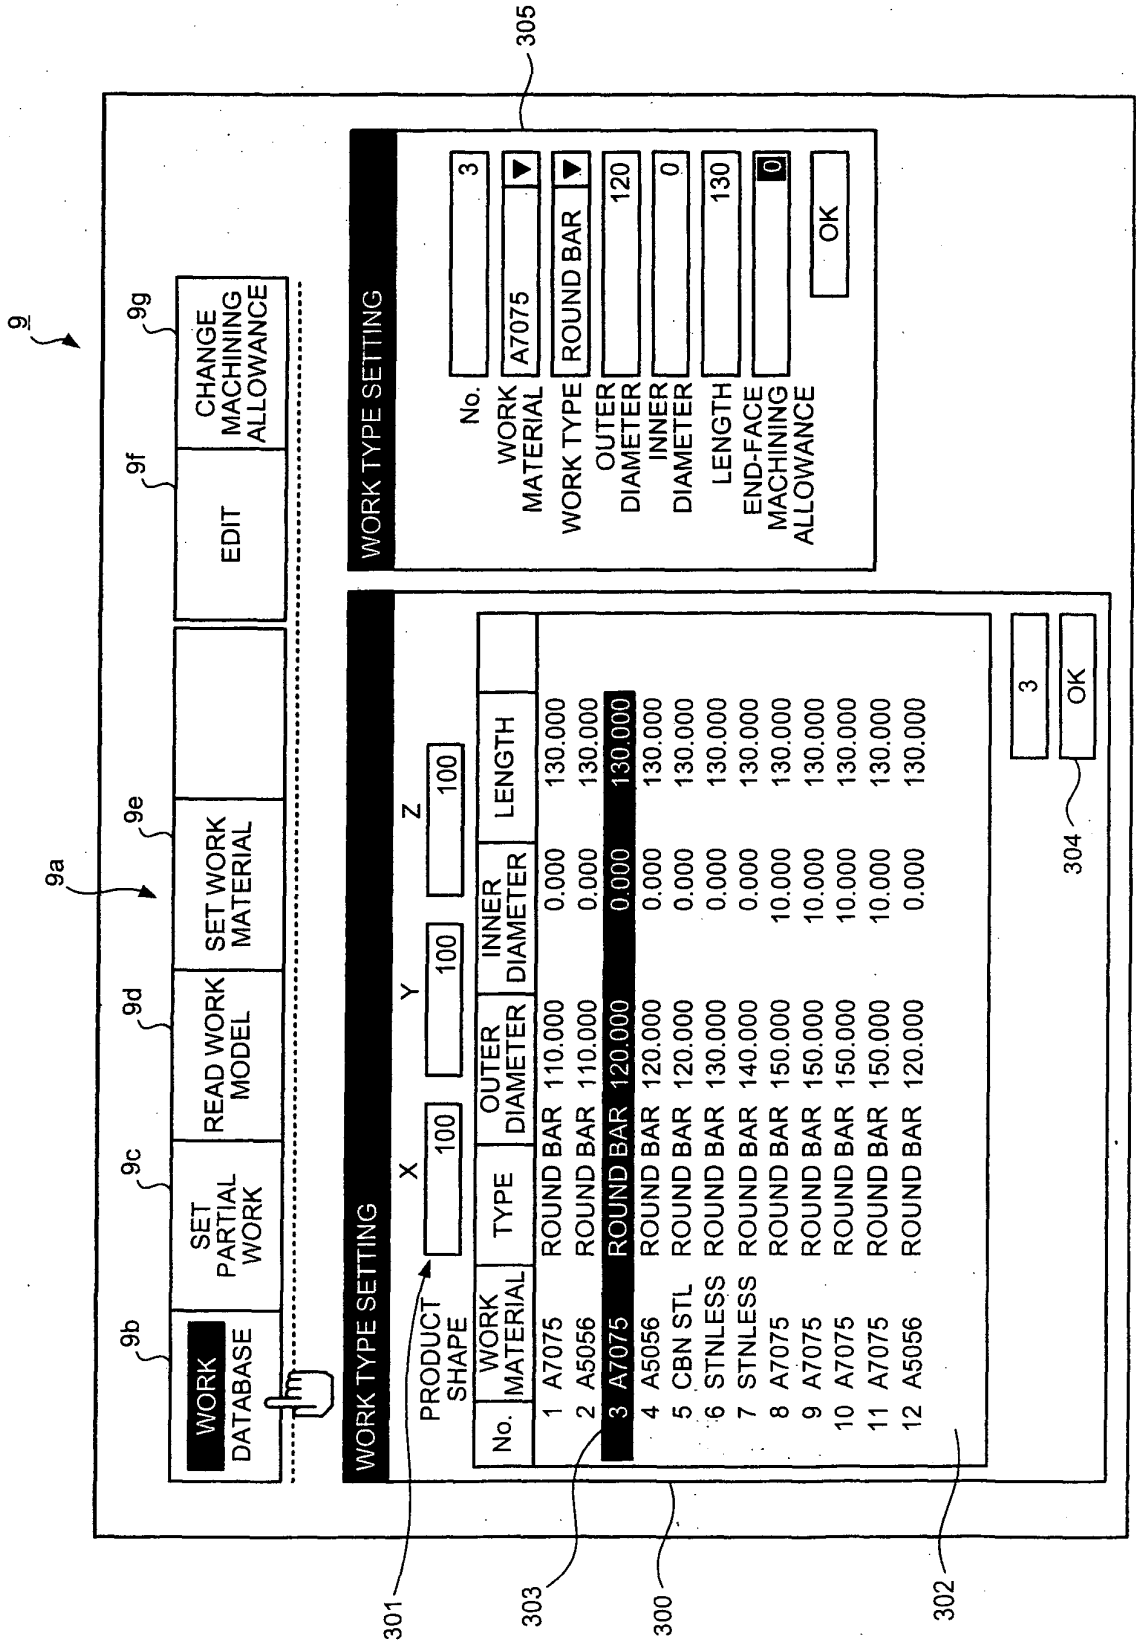 9
9a
9b
9c
9d
9e
9f
9g
WORK
DATABASE
SET
PARTIAL
WORK
READ WORK
MODEL
SET WORK
MATERIAL
EDIT
CHANGE
MACHINING
ALLOWANCE
WORK TYPE SETTING
X Y Z
PRODUCT
SHAPE
100 100 100
No. WORK MATERIAL TYPE OUTER DIAMETER INNER DIAMETER LENGTH
1 A7075 ROUND BAR 110.000 0.000 130.000
2 A5056 ROUND BAR 110.000 0.000 130.000
3 A7075 ROUND BAR 120.000 0.000 130.000
4 A5056 ROUND BAR 120.000 0.000 130.000
5 CBN STL ROUND BAR 120.000 0.000 130.000
6 STNLESS ROUND BAR 130.000 0.000 130.000
7 STNLESS ROUND BAR 140.000 0.000 130.000
8 A7075 ROUND BAR 150.000 10.000 130.000
9 A7075 ROUND BAR 150.000 10.000 130.000
10 A7075 ROUND BAR 150.000 10.000 130.000
11 A7075 ROUND BAR 150.000 10.000 130.000
12 A5056 ROUND BAR 120.000 0.000 130.000
3
OK
WORK TYPE SETTING
No. 3
WORK
MATERIAL A7075 ▼
WORK TYPE ROUND BAR ▼
OUTER
DIAMETER 120
INNER
DIAMETER 0
LENGTH 130
END-FACE
MACHINING
ALLOWANCE 0
OK
301
303
300
302
304
305